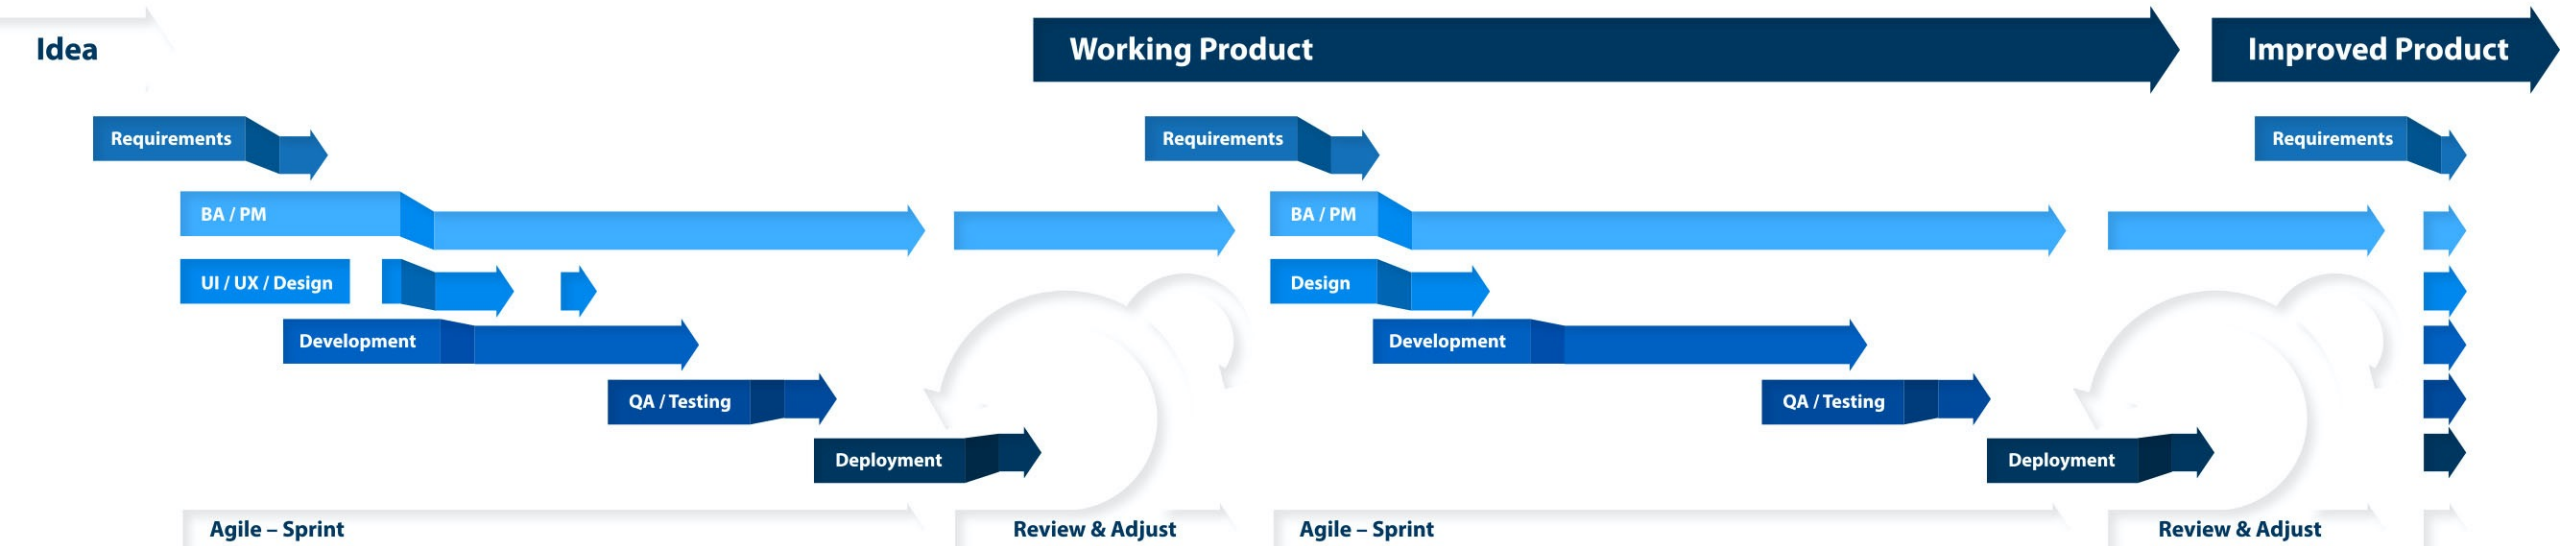 Idea
Working Product
Improved Product
Requirements
Requirements
Requirements
BA / PM
BA / PM
UI / UX / Design
Design
Development
Development
QA / Testing
QA / Testing
Deployment
Deployment
Agile – Sprint
Review & Adjust
Agile – Sprint
Review & Adjust